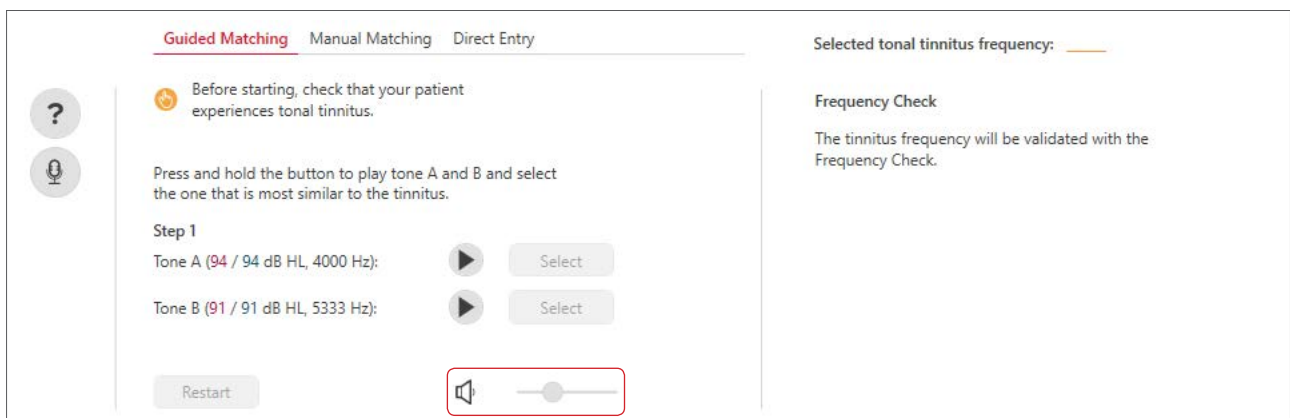 Guided Matching Manual Matching Direct Entry
Before starting, check that your patient
experiences tonal tinnitus.
?
Press and hold the button to play tone A and B and select
the one that is most similar to the tinnitus.
Step 1
Tone A (94 / 94 dB HL, 4000 Hz): Select
Tone B (91 / 91 dB HL, 5333 Hz): Select
Restart
Selected tonal tinnitus frequency:
Frequency Check
The tinnitus frequency will be validated with the
Frequency Check.